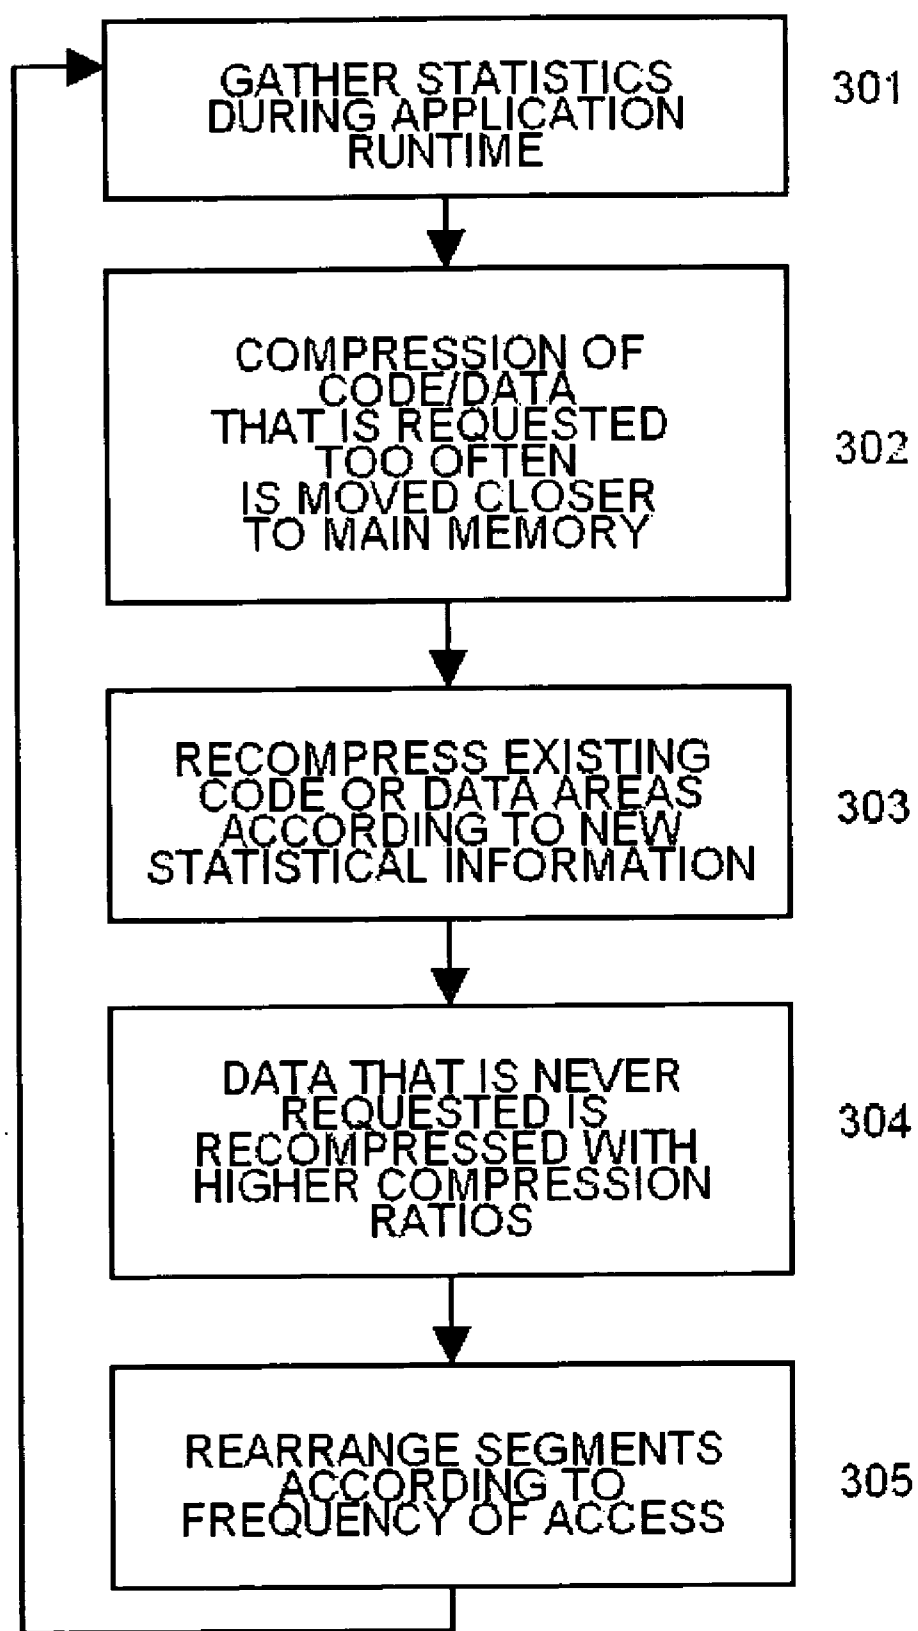 GATHER STATISTICS
DURING APPLICATION
RUNTIME
301
COMPRESSION OF
CODE/DATA
THAT IS REQUESTED
TOO OFTEN
IS MOVED CLOSER
TO MAIN MEMORY
302
RECOMPRESS EXISTING
CODE OR DATA AREAS
ACCORDING TO NEW
STATISTICAL INFORMATION
303
DATA THAT IS NEVER
REQUESTED IS
RECOMPRESSED WITH
HIGHER COMPRESSION
RATIOS
304
REARRANGE SEGMENTS
ACCORDING TO
FREQUENCY OF ACCESS
305